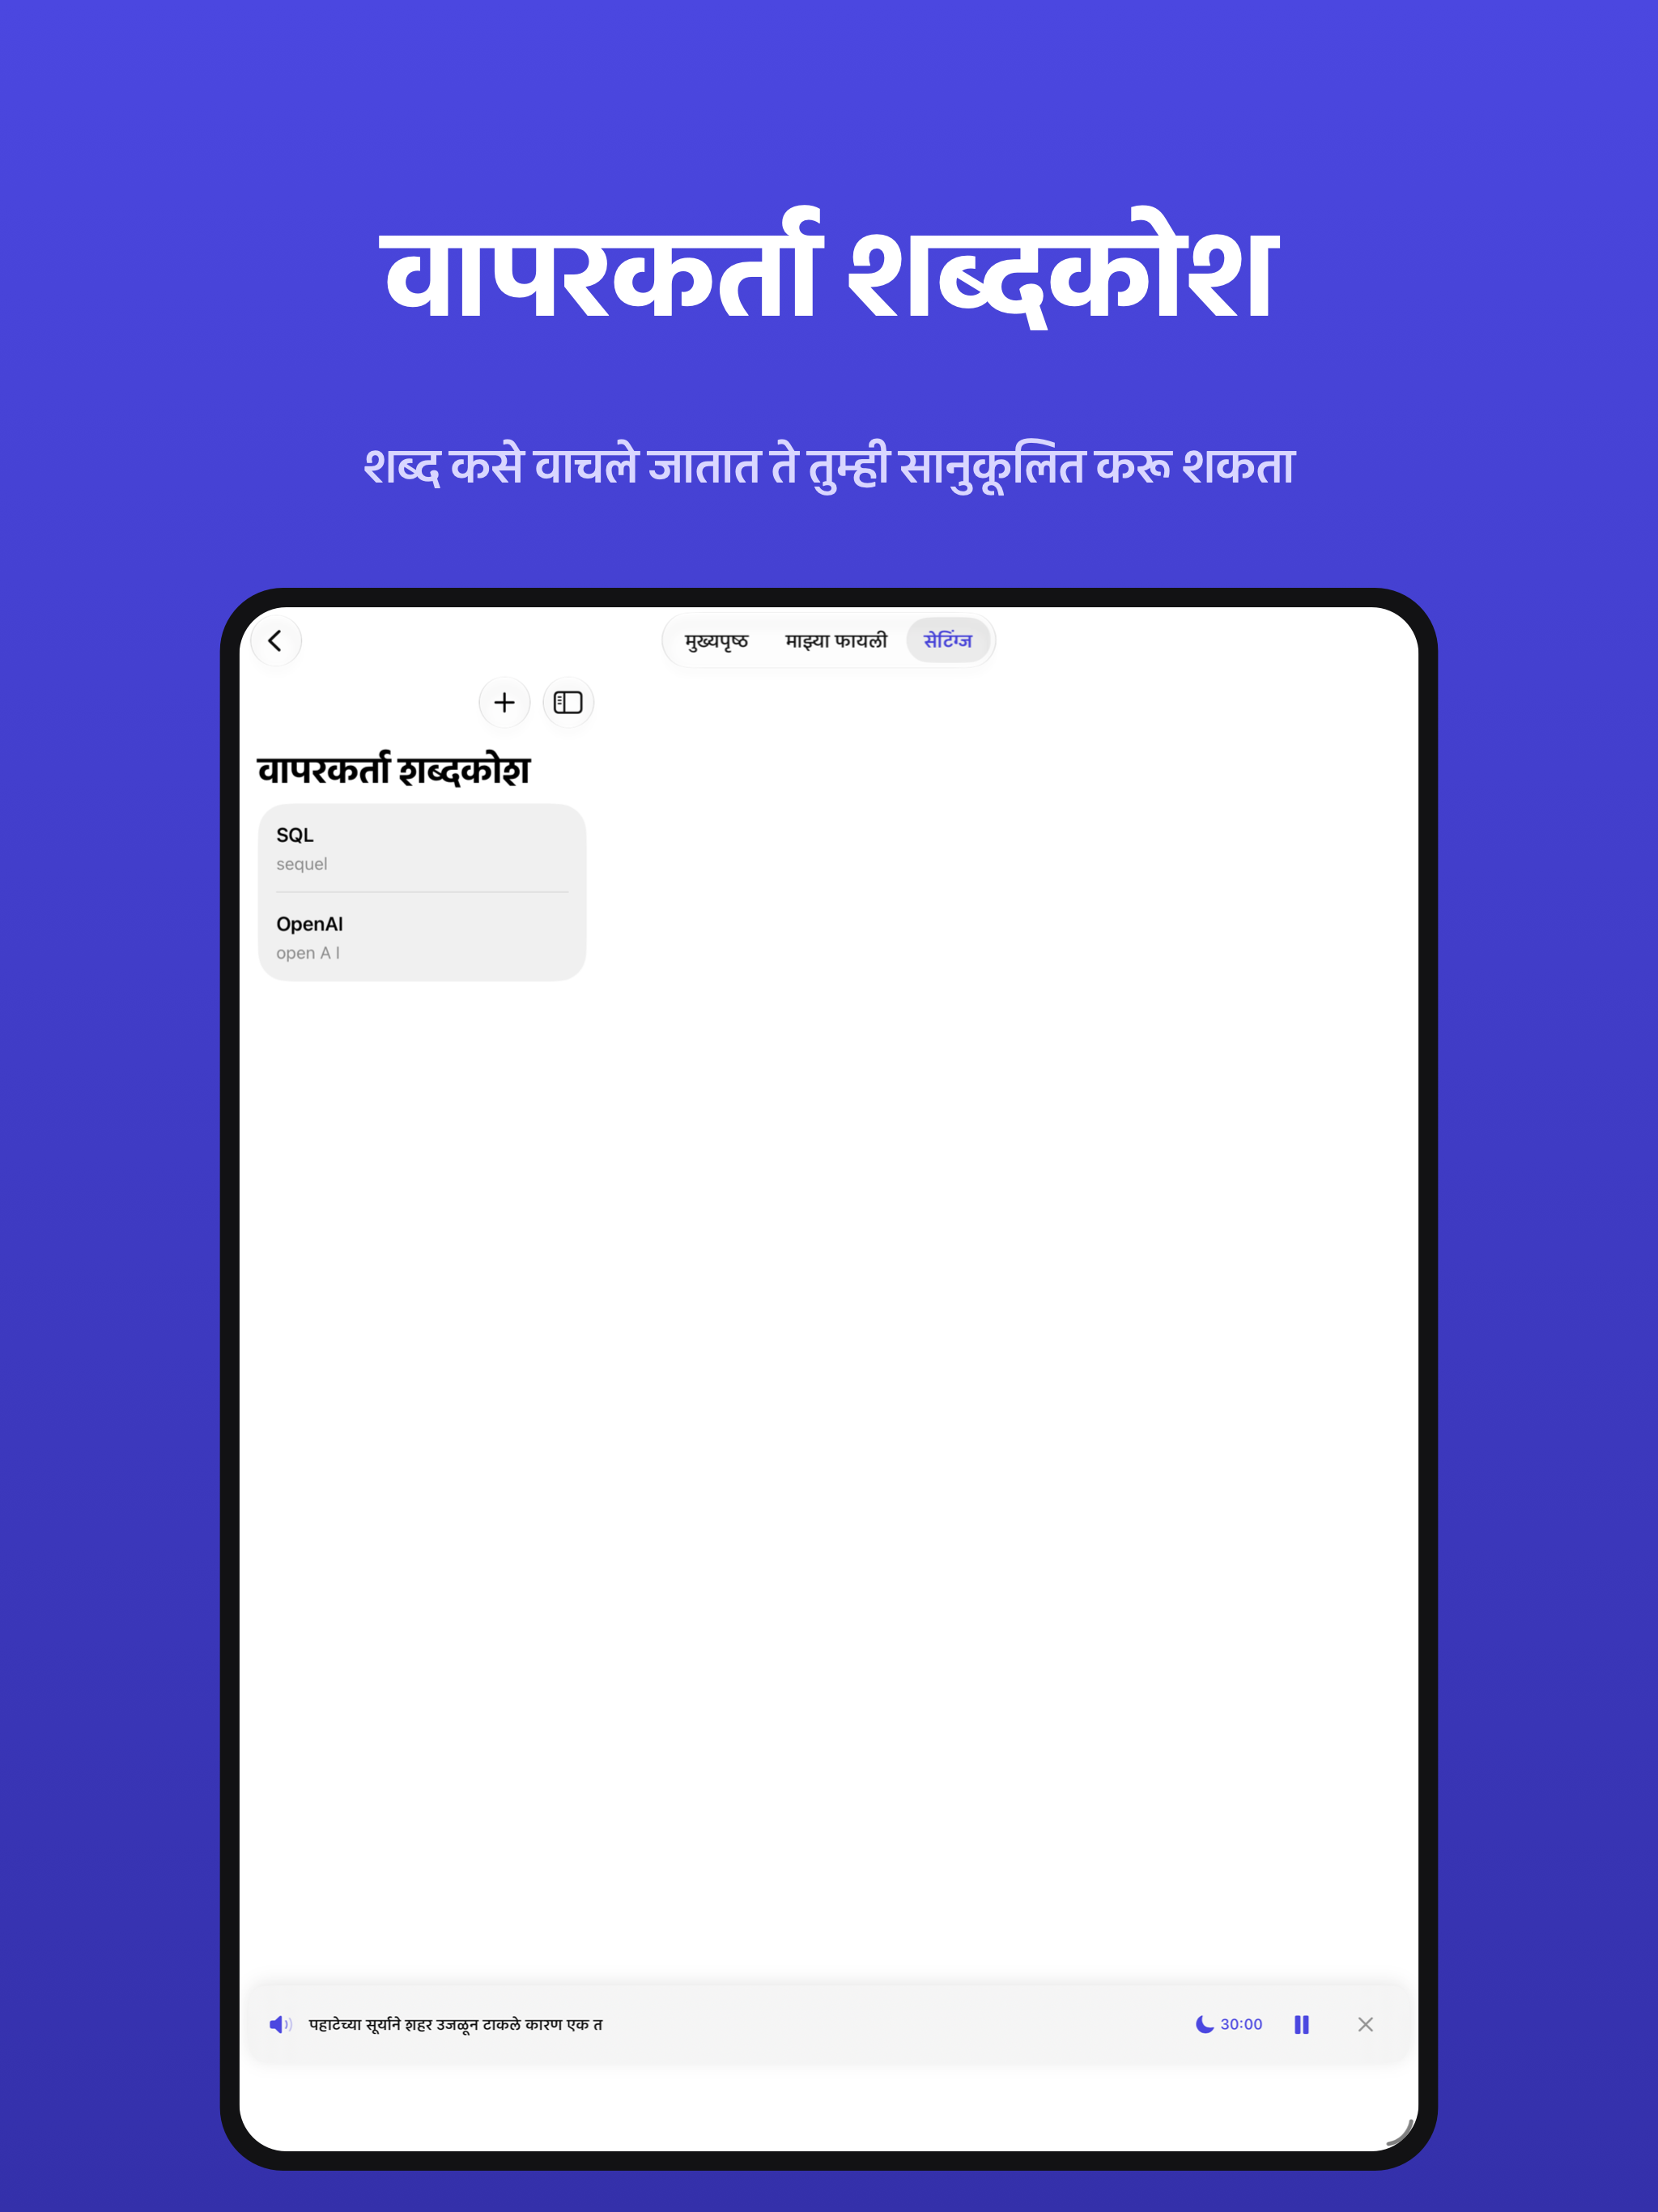 वापरकर्ता शब्दकोश
शब्द कसे वाचले जातात ते तुम्ही सानुकूलित करू शकता
मुख्यपृष्ठ माझ्या फायली सेटिंग्ज
वापरकर्ता शब्दकोश
SQL
sequel
OpenAI
open A I
पहाटेच्या सूर्याने शहर उजळून टाकले कारण एक त 30:00